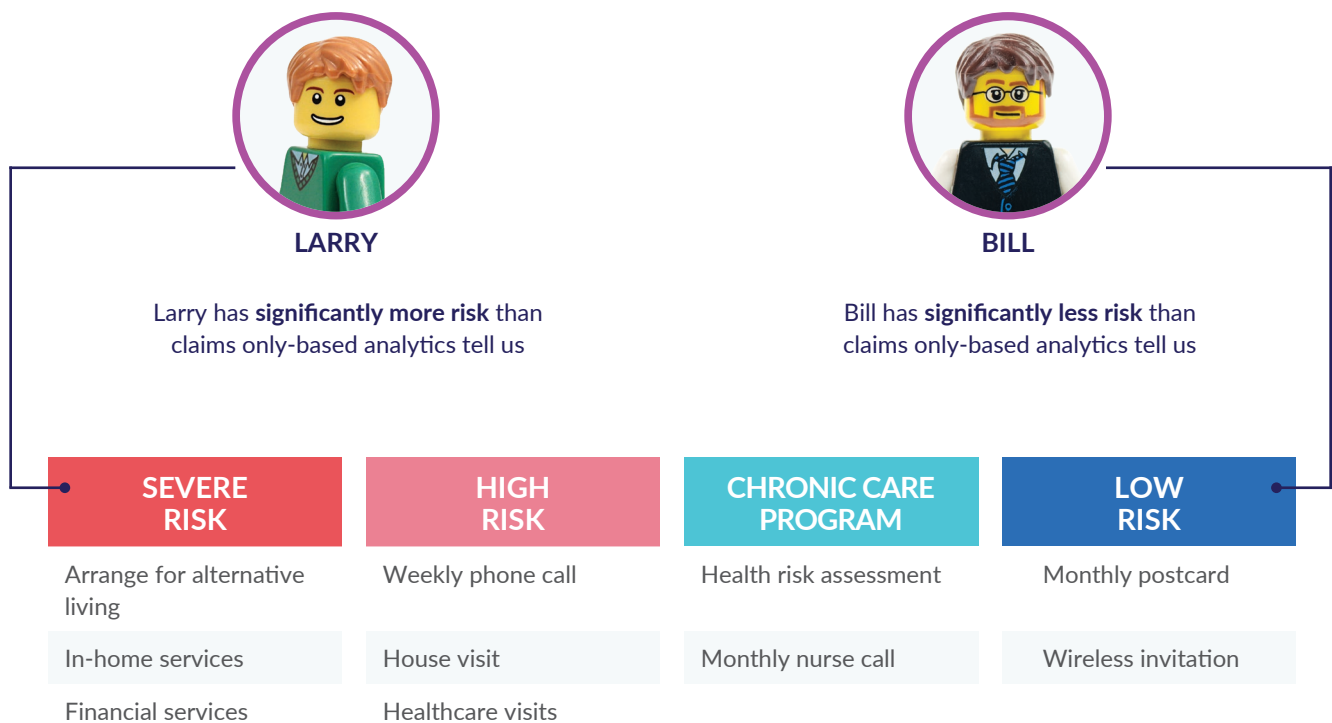 LARRY
BILL
Larry has significantly more risk than
claims only-based analytics tell us
Bill has significantly less risk than
claims only-based analytics tell us
SEVERE
RISK
HIGH
RISK
CHRONIC CARE
PROGRAM
LOW
RISK
Arrange for alternative
living
Weekly phone call
Health risk assessment
Monthly postcard
In-home services
House visit
Monthly nurse call
Wireless invitation
Financial services
Healthcare visits